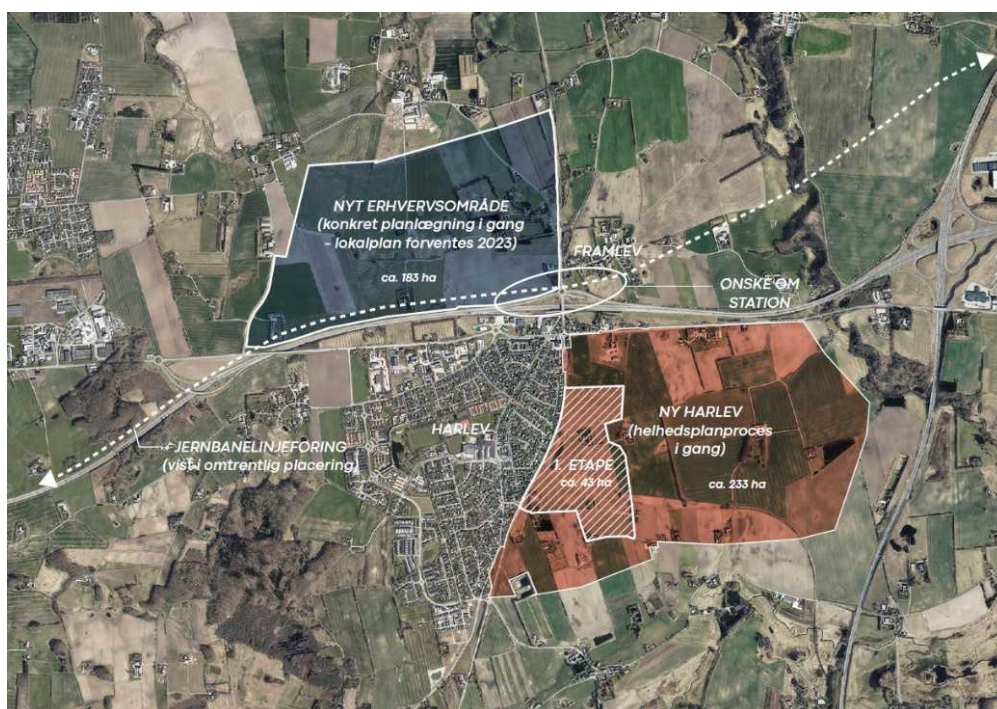 NYT ERHVERVSOMRÅDE
(konkret planlægning i gang
- lokalplan forventes 2023)
ca. 183 ha
FRAMLEV
ONSKE OM
STATION
NY HARLEV
(helhedsplanproces
i gang)
ca. 233 ha
HARLEV
1. ETAPE
ca. 43 ha
JERNBANELINJEFØRING
(vist i omtrentlig placering)